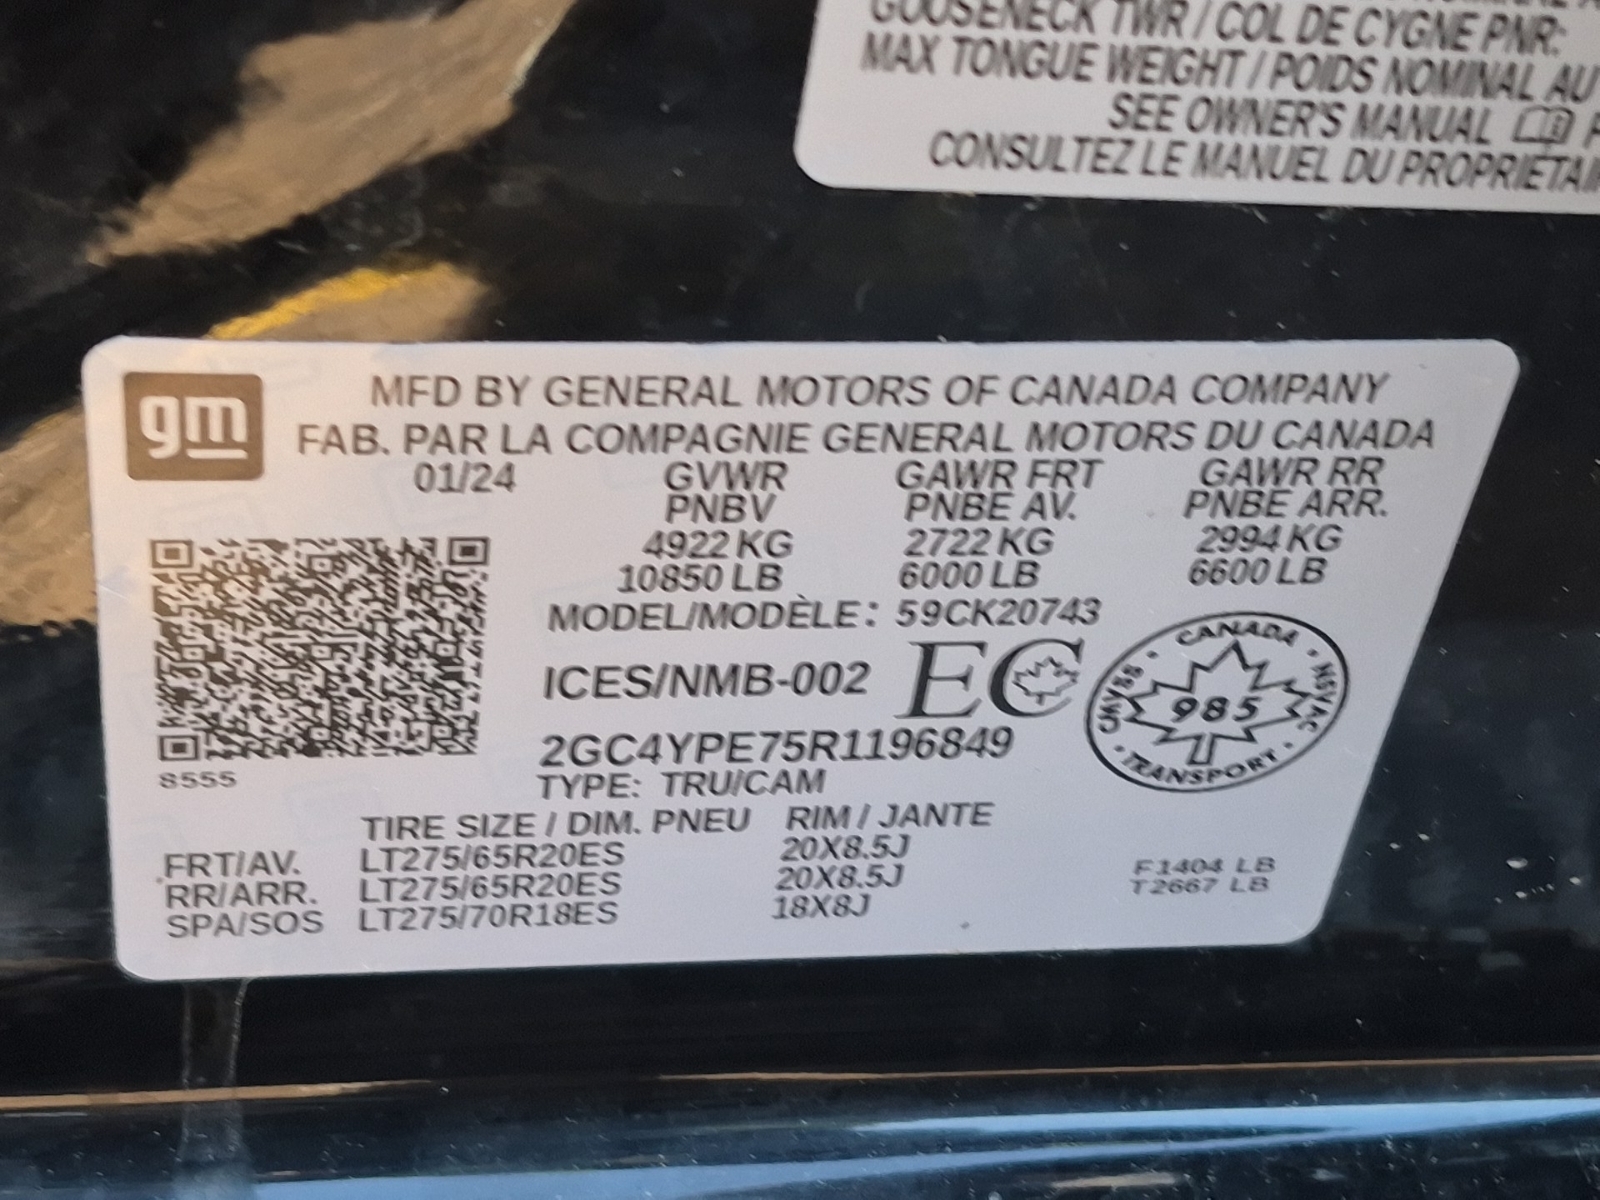 GOOSENECK TWR / COL DE CYGNE PNR:
MAX TONGUE WEIGHT / POIDS NOMINAL AU
SEE OWNER'S MANUAL
CONSULTEZ LE MANUEL DU PROPRIÉTAIR
gm
MFD BY GENERAL MOTORS OF CANADA COMPANY
FAB. PAR LA COMPAGNIE GENERAL MOTORS DU CANADA
01/24 GVWR GAWR FRT GAWR RR
PNBV PNBE AV. PNBE ARR.
4922 KG 2722 KG 2994 KG
10850 LB 6000 LB 6600 LB
MODEL/MODÈLE: 59CK20743
ICES/NMB-002 EC
CANADA
CMVSS 985 NSVAC
TRANSPORT
2GC4YPE75R1196849
8555
TYPE: TRU/CAM
TIRE SIZE / DIM. PNEU RIM / JANTE
FRT/AV. LT275/65R20ES 20X8.5J
RR/ARR. LT275/65R20ES 20X8.5J
SPA/SOS LT275/70R18ES 18X8J
F1404 LB
T2667 LB